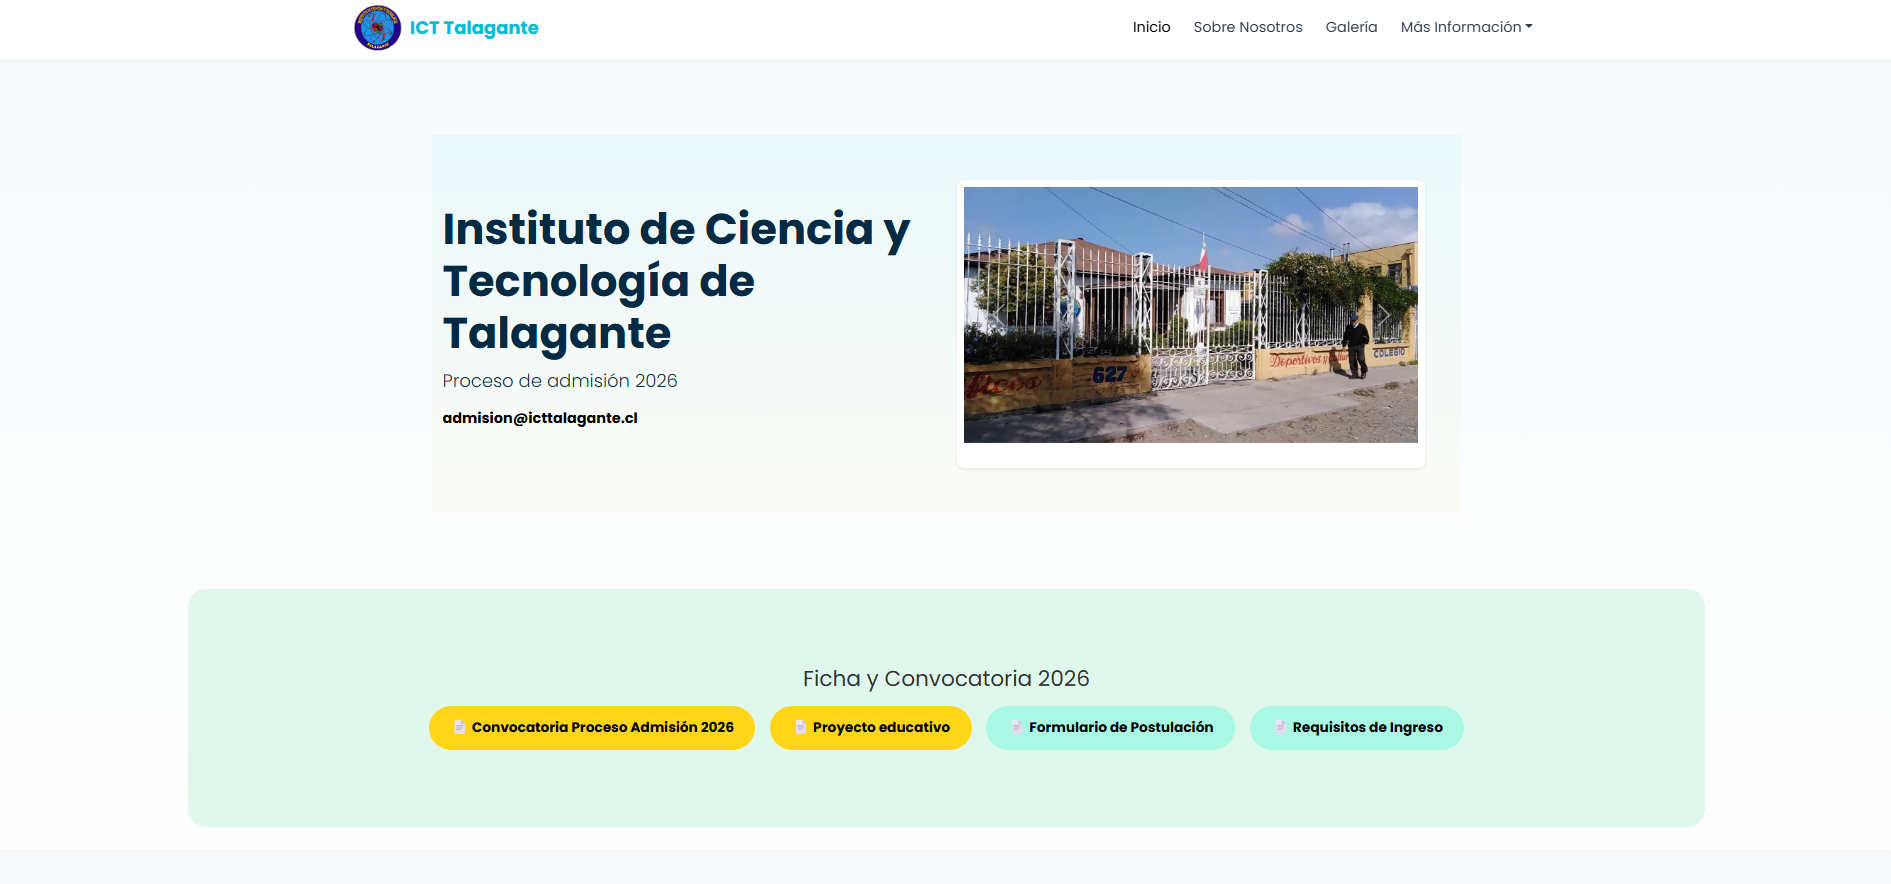 ICT Talagante
Inicio
Sobre Nosotros
Galería
Más Información
Instituto de Ciencia y
Tecnología de
Talagante
Proceso de admisión 2026
admision@icttalagante.cl
627
Deportivos y
COLEGIO
Ficha y Convocatoria 2026
Convocatoria Proceso Admisión 2026
Proyecto educativo
Formulario de Postulación
Requisitos de Ingreso